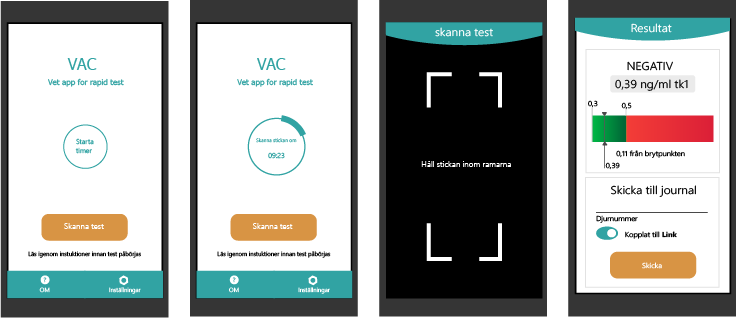 VAC
Vet app for rapid test
Starta
timer
Skanna test
Läs igenom instuktioner innan test påbörjas
?
OM
Inställningar
VAC
Vet app for rapid test
Skanna stickan om
09:23
Skanna test
Läs igenom instuktioner innan test påbörjas
?
OM
Inställningar
skanna test
Håll stickan inom ramarna
Resultat
NEGATIV
0,39 ng/ml tk1
0,3
0,5
0,11 från brytpunkten
0,39
Skicka till journal
Djurnummer
Kopplat till Link
Skicka